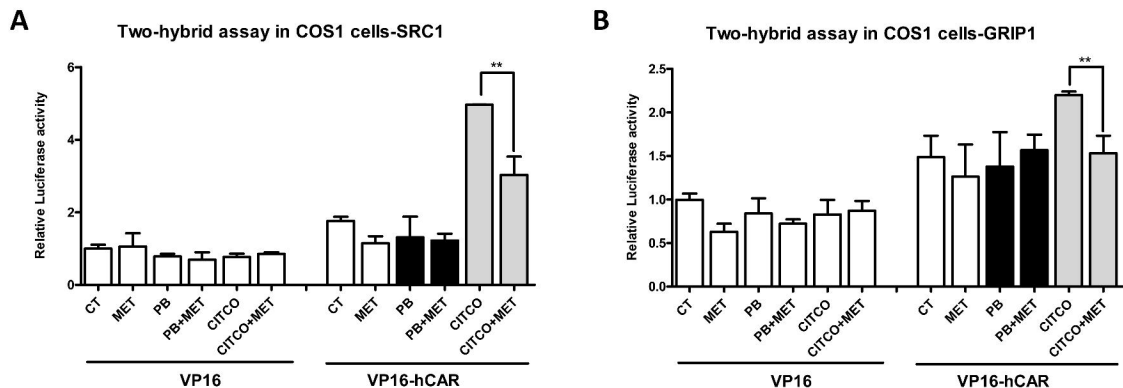 A
Two-hybrid assay in COS1 cells-SRC1
Relative Luciferase activity
6
**
4
2
0
CT
MET
PB
PB+MET
CITCO
CITCO+MET
CT
MET
PB
PB+MET
CITCO
CITCO+MET
VP16
VP16-hCAR
B
Two-hybrid assay in COS1 cells-GRIP1
Relative Luciferase activity
2.5
**
2.0
1.5
1.0
0.5
0.0
CT
MET
PB
PB+MET
CITCO
CITCO+MET
CT
MET
PB
PB+MET
CITCO
CITCO+MET
VP16
VP16-hCAR